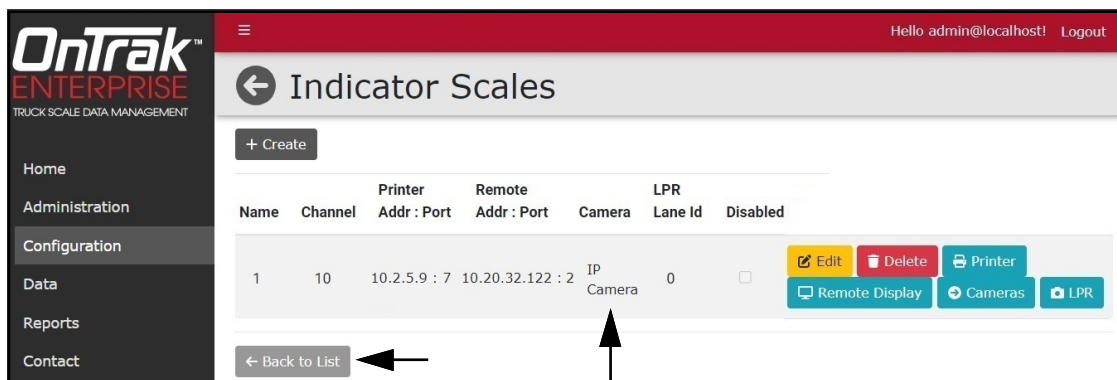 OnTrak™
ENTERPRISE
TRUCK SCALE DATA MANAGEMENT
Home
Administration
Configuration
Data
Reports
Contact
Hello admin@localhost! Logout
Indicator Scales
+ Create
Name Channel Printer Addr : Port Remote Addr : Port Camera LPR Lane Id Disabled
1 10 10.2.5.9 : 7 10.20.32.122 : 2 IP Camera 0
Edit Delete Printer
Remote Display Cameras LPR
← Back to List